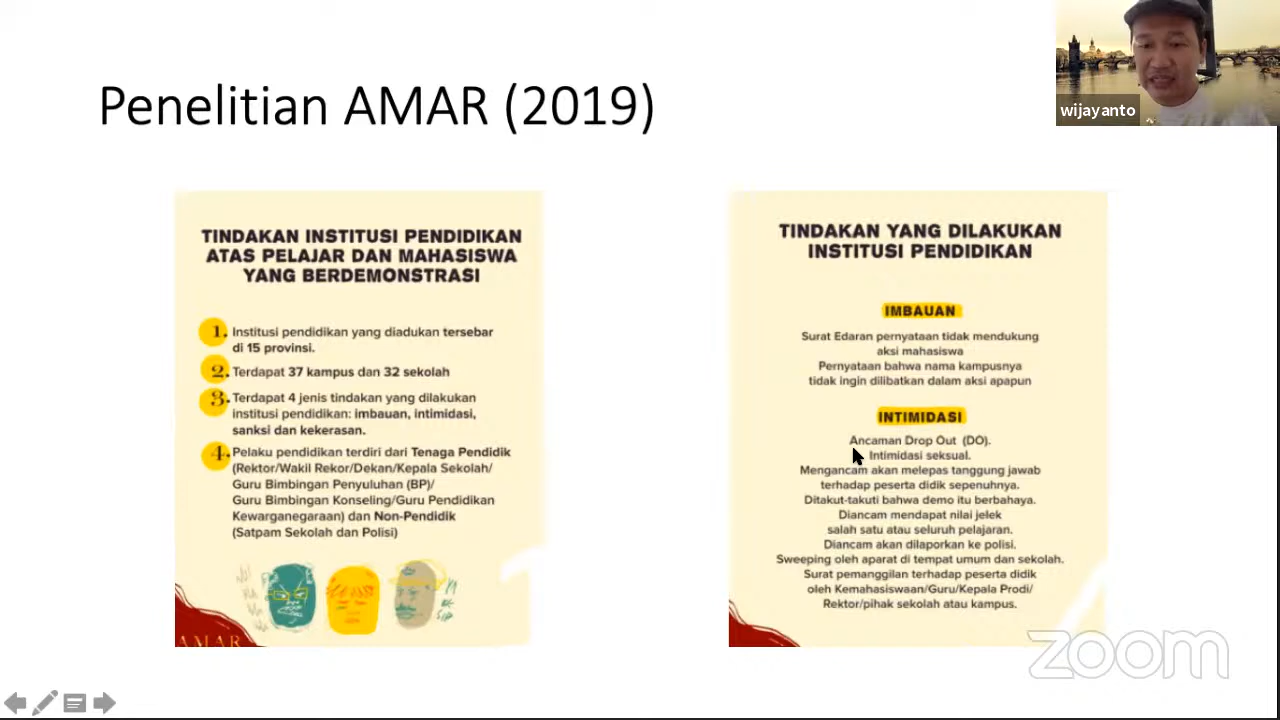 Penelitian AMAR (2019)
wijayanto
TINDAKAN INSTITUSI PENDIDIKAN
ATAS PELAJAR DAN MAHASISWA
YANG BERDEMONSTRASI
1. Institusi pendidikan yang diadukan tersebar
di 15 provinsi.
2. Terdapat 37 kampus dan 32 sekolah
3. Terdapat 4 jenis tindakan yang dilakukan
institusi pendidikan: imbauan, intimidasi,
sanksi dan kekerasan.
4. Pelaku pendidikan terdiri dari Tenaga Pendidik
(Rektor/Wakil Rekor/Dekan/Kepala Sekolah/
Guru Bimbingan Penyuluhan (BP)/
Guru Bimbingan Konseling/Guru Pendidikan
Kewarganegaraan) dan Non-Pendidik
(Satpam Sekolah dan Polisi)
AMAR
TINDAKAN YANG DILAKUKAN
INSTITUSI PENDIDIKAN
IMBAUAN
Surat Edaran pernyataan tidak mendukung
aksi mahasiswa
Pernyataan bahwa nama kampusnya
tidak ingin dilibatkan dalam aksi apapun
INTIMIDASI
Ancaman Drop Out (DO).
Intimidasi seksual.
Mengancam akan melepas tanggung jawab
terhadap peserta didik sepenuhnya.
Ditakut-takuti bahwa demo itu berbahaya.
Diancam mendapat nilai jelek
salah satu atau seluruh pelajaran.
Diancam akan dilaporkan ke polisi.
Sweeping oleh aparat di tempat umum dan sekolah.
Surat pemanggilan terhadap peserta didik
oleh Kemahasiswaan/Guru/Kepala Prodi/
Rektor/pihak sekolah atau kampus.
zoom